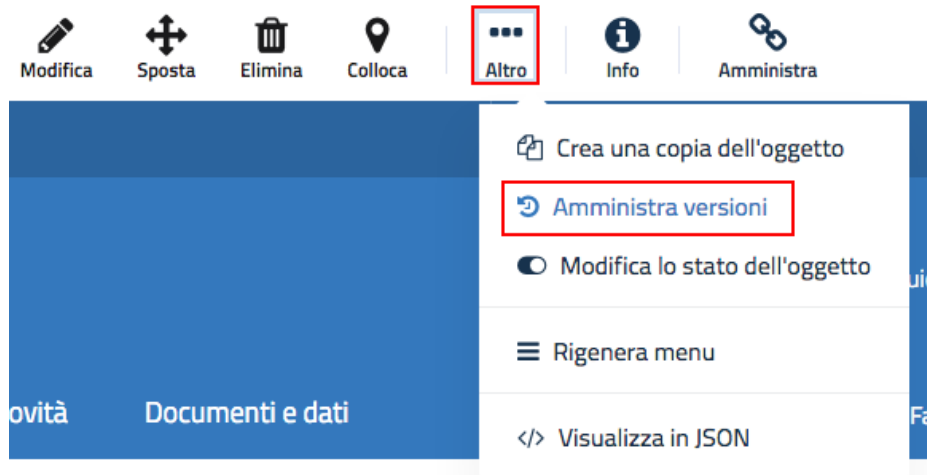 Modifica Sposta Elimina Colloca Altro Info Amministra
Crea una copia dell'oggetto
Amministra versioni
Modifica lo stato dell'oggetto
Rigenera menu
ovità Documenti e dati
</> Visualizza in JSON